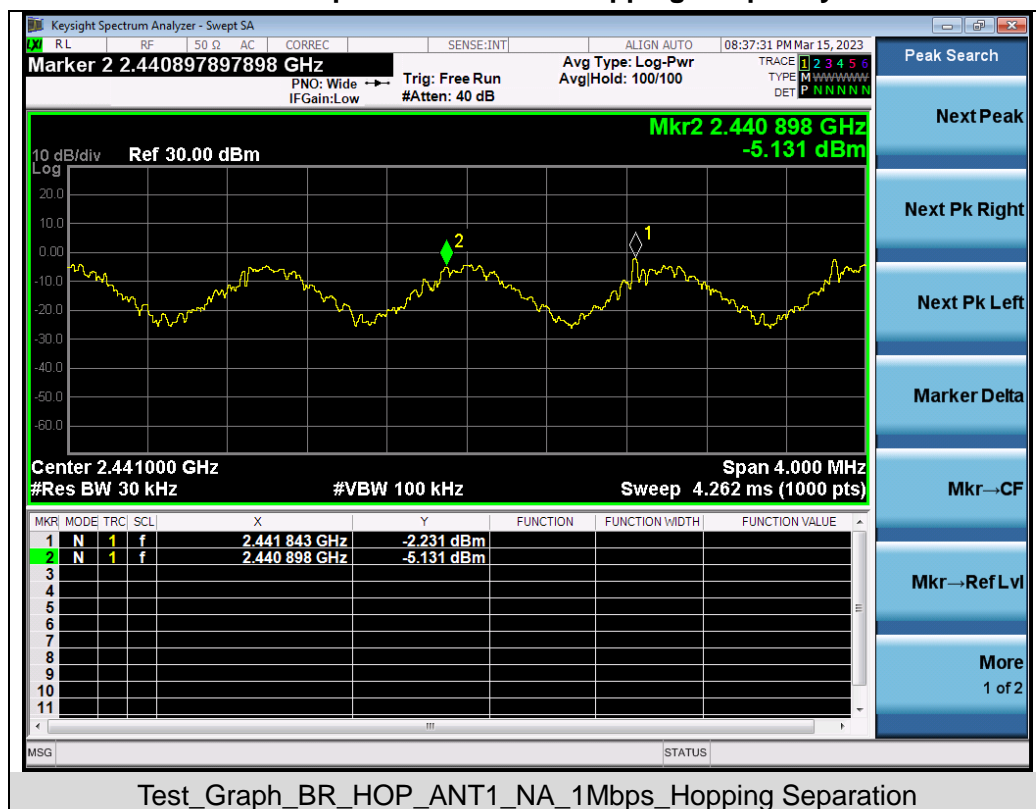 Keysight Spectrum Analyzer - Swept SA
LXI RL RF 50 Ω AC CORREC SENSE:INT ALIGN AUTO 08:37:31 PM Mar 15, 2023
Marker 2 2.440897897898 GHz
PNO: Wide
IFGain:Low
Trig: Free Run
#Atten: 40 dB
Avg Type: Log-Pwr
Avg|Hold: 100/100
TRACE 1 2 3 4 5 6
TYPE M WWWWW
DET P N N N N N
Mkr2 2.440 898 GHz
-5.131 dBm
10 dB/div Ref 30.00 dBm
Log
20.0
10.0
0.00
-10.0
-20.0
-30.0
-40.0
-50.0
-60.0
2
1
Center 2.441000 GHz Span 4.000 MHz
#Res BW 30 kHz #VBW 100 kHz Sweep 4.262 ms (1000 pts)
MKR MODE TRC SCL X Y FUNCTION FUNCTION WIDTH FUNCTION VALUE
1 N 1 f 2.441 843 GHz -2.231 dBm
2 N 1 f 2.440 898 GHz -5.131 dBm
3
4
5
6
7
8
9
10
11
MSG STATUS
Peak Search
Next Peak
Next Pk Right
Next Pk Left
Marker Delta
Mkr→CF
Mkr→Ref Lvl
More
1 of 2
Test_Graph_BR_HOP_ANT1_NA_1Mbps_Hopping Separation